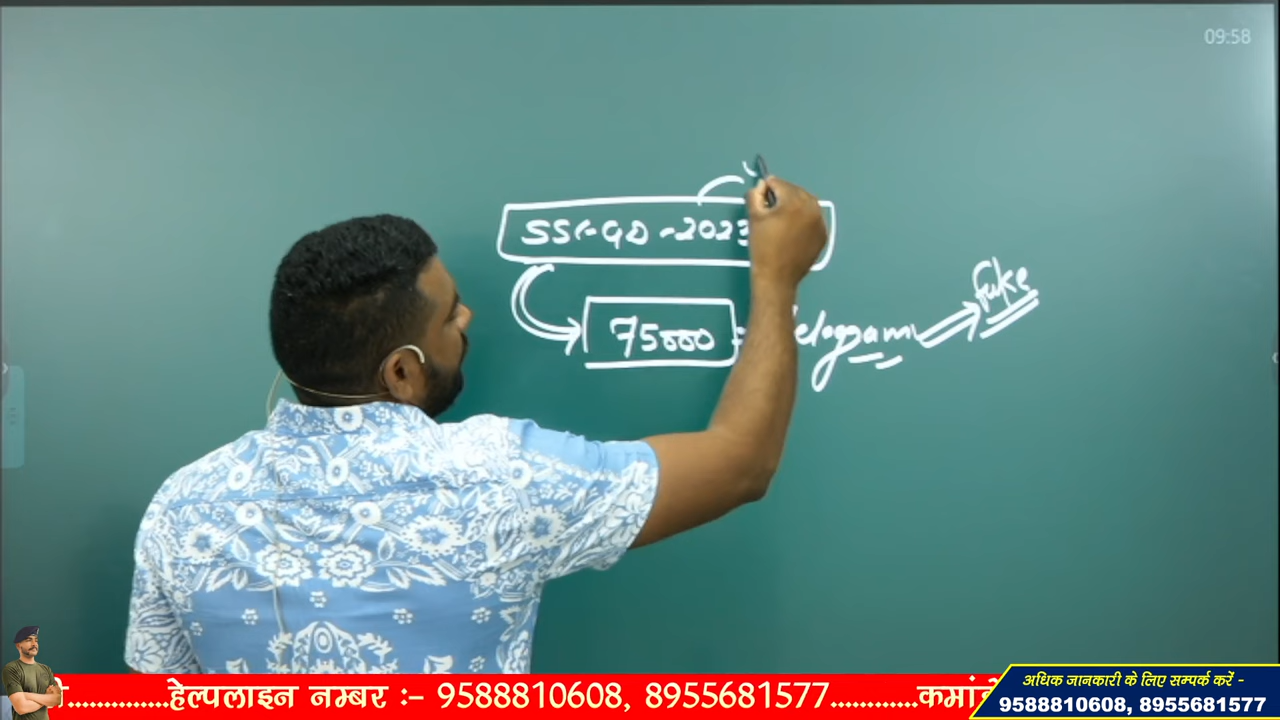 09:58
SSC-GD-2023
75000 = Telegram
fake
............हेल्पलाइन नम्बर :- 9588810608, 8955681577............
अधिक जानकारी के लिए सम्पर्क करें -
9588810608, 8955681577